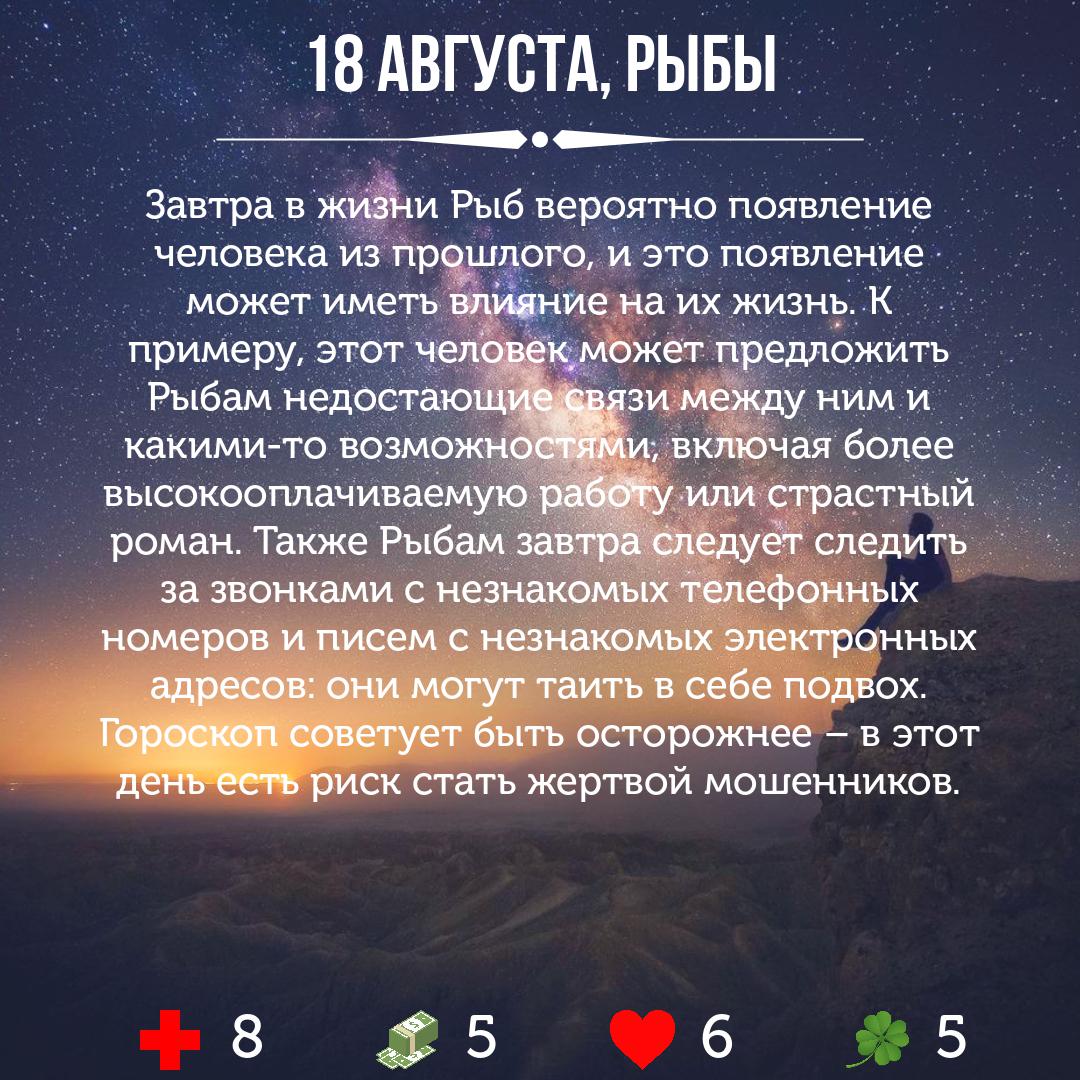 18 АВГУСТА, РЫБЫ
Завтра в жизни Рыб вероятно появление
человека из прошлого, и это появление
может иметь влияние на их жизнь. К
примеру, этот человек может предложить
Рыбам недостающие связи между ним и
какими-то возможностями, включая более
высокооплачиваемую работу или страстный
роман. Также Рыбам завтра следует следить
за звонками с незнакомых телефонных
номеров и писем с незнакомых электронных
адресов: они могут таить в себе подвох.
Гороскоп советует быть осторожнее – в этот
день есть риск стать жертвой мошенников.
8 5 6 5